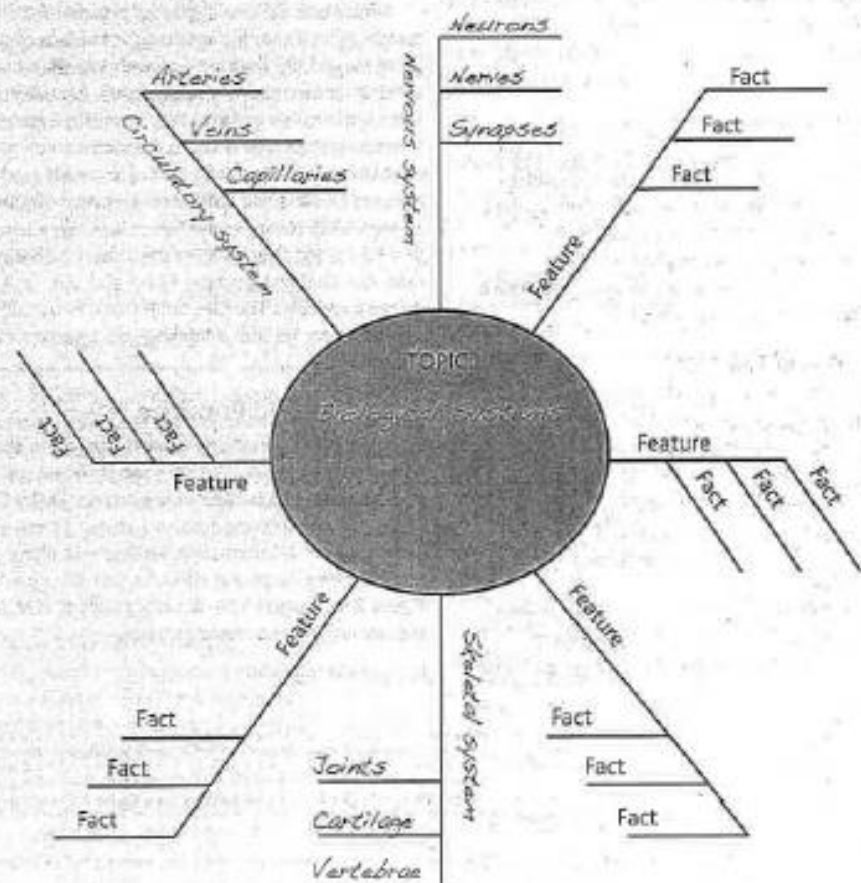 Neurons
Nerves
Synapses
Nervous System
Arteries
Veins
Capillaries
Circulatory System
Fact
Fact
Fact
Feature
TOPIC:
Biological Systems
Fact
Fact
Fact
Feature
Feature
Fact
Fact
Fact
Feature
Fact
Fact
Fact
Skeletal System
Joints
Cartilage
Vertebrae
Feature
Fact
Fact
Fact